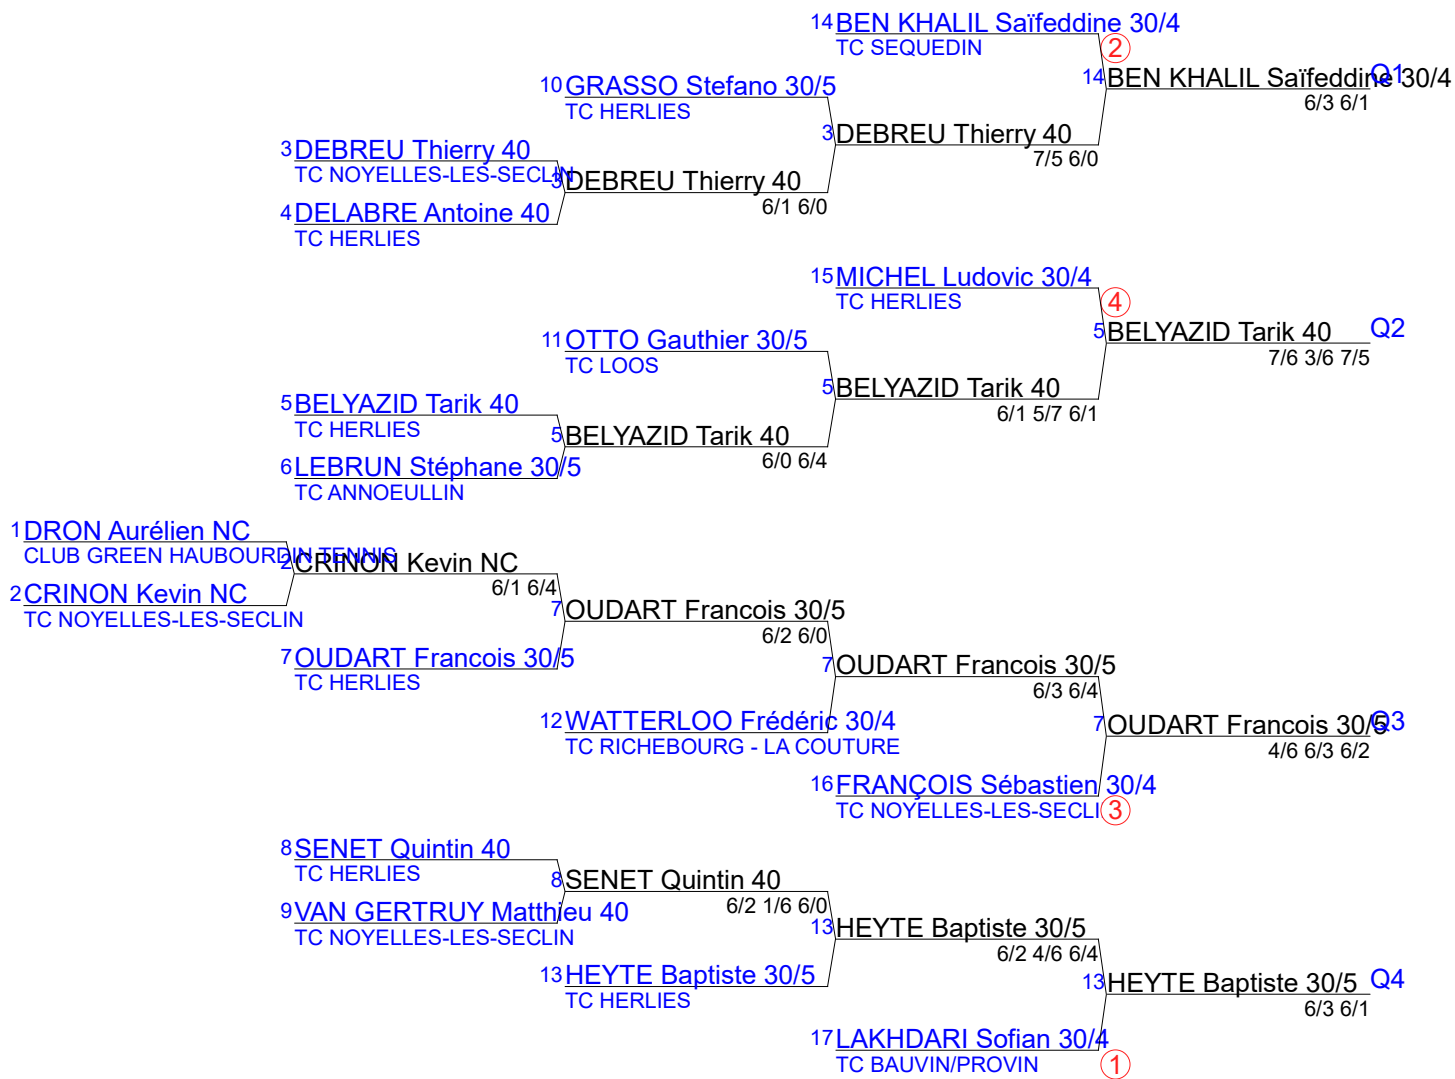 14 BEN KHALIL Saïfeddine 30/4
TC SEQUEDIN
2
14 BEN KHALIL Saïfeddine 30/4 Q1
6/3 6/1
10 GRASSO Stefano 30/5
TC HERLIES
3 DEBREU Thierry 40
7/5 6/0
3 DEBREU Thierry 40
TC NOYELLES-LES-SECLIN
3 DEBREU Thierry 40
6/1 6/0
4 DELABRE Antoine 40
TC HERLIES
15 MICHEL Ludovic 30/4
TC HERLIES
4
5 BELYAZID Tarik 40 Q2
7/6 3/6 7/5
11 OTTO Gauthier 30/5
TC LOOS
5 BELYAZID Tarik 40
6/1 5/7 6/1
5 BELYAZID Tarik 40
TC HERLIES
5 BELYAZID Tarik 40
6/0 6/4
6 LEBRUN Stéphane 30/5
TC ANNOEULLIN
1 DRON Aurélien NC
CLUB GREEN HAUBOURDIN TENNIS
2 CRINON Kevin NC
6/1 6/4
2 CRINON Kevin NC
TC NOYELLES-LES-SECLIN
7 OUDART Francois 30/5
6/2 6/0
7 OUDART Francois 30/5
TC HERLIES
7 OUDART Francois 30/5
6/3 6/4
12 WATTERLOO Frédéric 30/4
TC RICHEBOURG - LA COUTURE
7 OUDART Francois 30/5 Q3
4/6 6/3 6/2
16 FRANÇOIS Sébastien 30/4
TC NOYELLES-LES-SECLI
3
8 SENET Quintin 40
TC HERLIES
8 SENET Quintin 40
6/2 1/6 6/0
9 VAN GERTRUY Matthieu 40
TC NOYELLES-LES-SECLIN
13 HEYTE Baptiste 30/5
6/2 4/6 6/4
13 HEYTE Baptiste 30/5
TC HERLIES
13 HEYTE Baptiste 30/5 Q4
6/3 6/1
17 LAKHDARI Sofian 30/4
TC BAUVIN/PROVIN
1